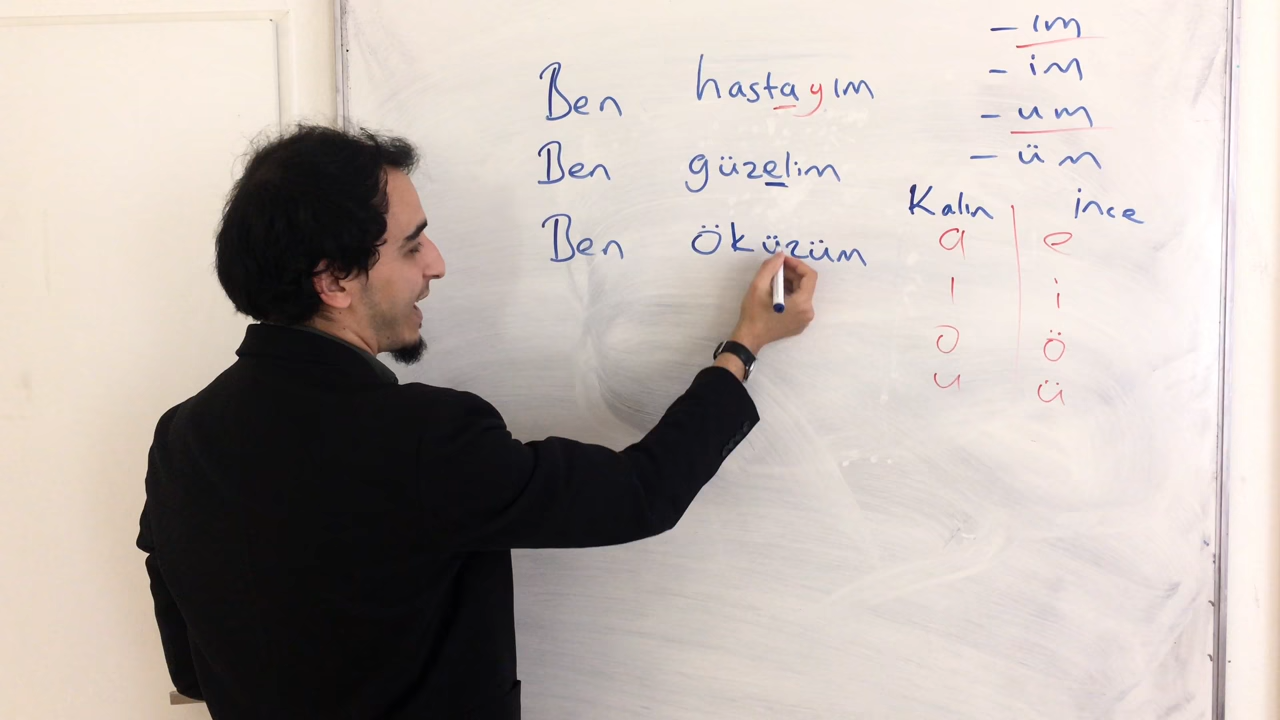 Ben hastayım
Ben güzelim
Ben öküzüm
- ım
- im
- um
- üm
Kalın ince
a e
ı i
o ö
u ü